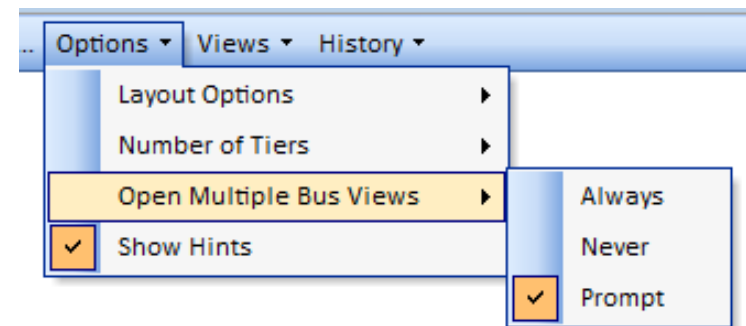 .. Options Views History
Layout Options
Number of Tiers
Open Multiple Bus Views
Show Hints
Always
Never
Prompt